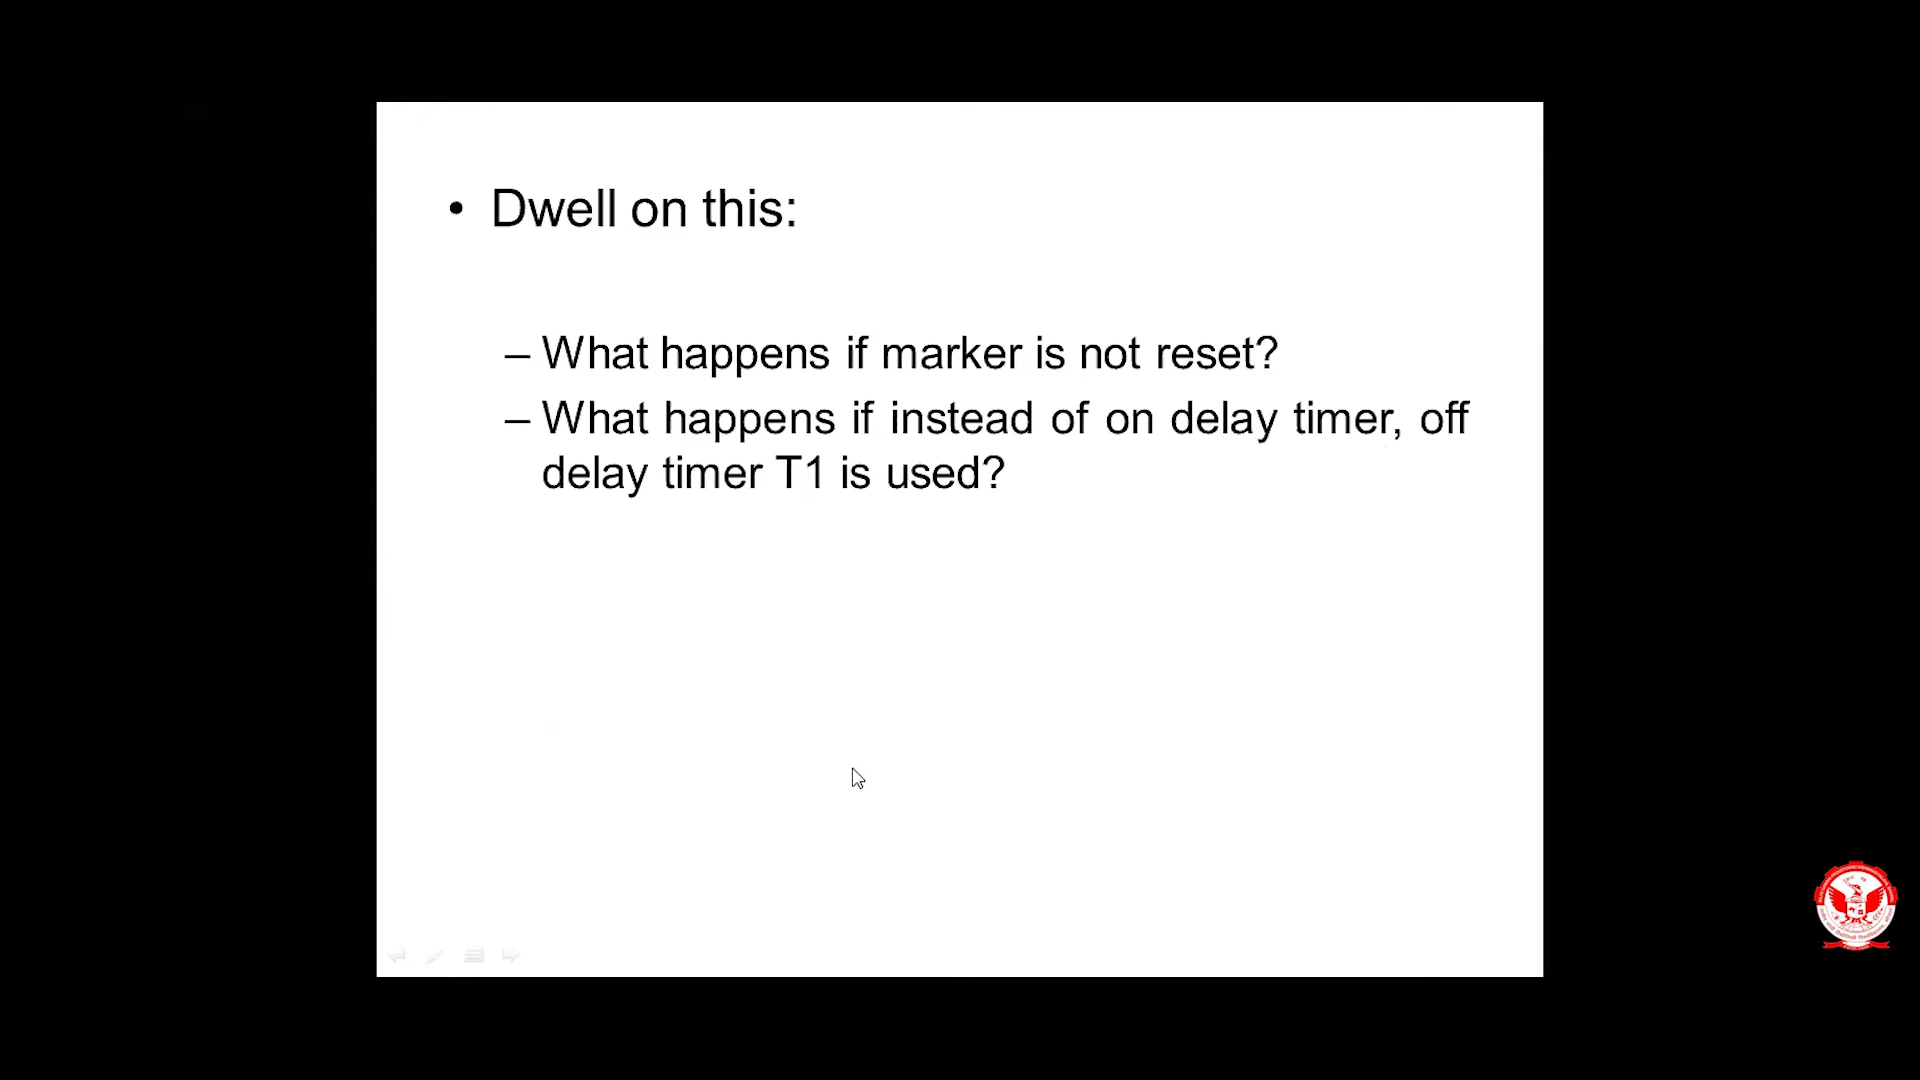 • Dwell on this:
– What happens if marker is not reset?
– What happens if instead of on delay timer, off
delay timer T1 is used?